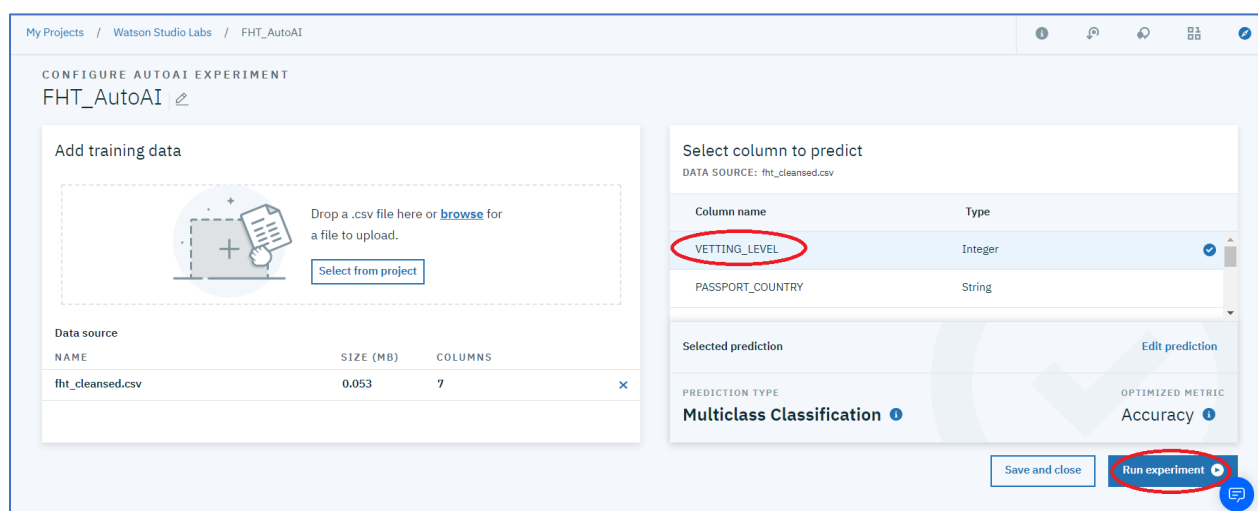 My Projects / Watson Studio Labs / FHT_AutoAI
CONFIGURE AUTOAI EXPERIMENT
FHT_AutoAI
Add training data
Drop a .csv file here or browse for
a file to upload.
Select from project
Data source
NAME SIZE (MB) COLUMNS
fht_cleansed.csv 0.053 7
Select column to predict
DATA SOURCE: fht_cleansed.csv
Column name Type
VETTING_LEVEL Integer
PASSPORT_COUNTRY String
Selected prediction Edit prediction
PREDICTION TYPE OPTIMIZED METRIC
Multiclass Classification Accuracy
Save and close Run experiment